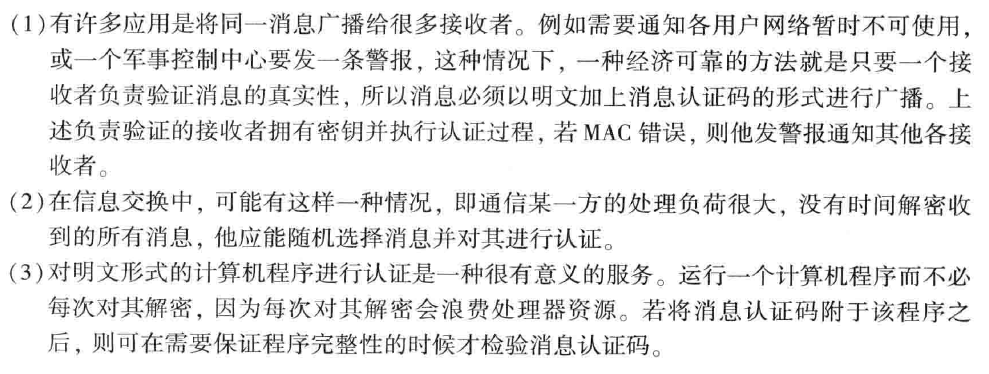 (1)有许多应用是将同一消息广播给很多接收者。例如需要通知各用户网络暂时不可使用，
或一个军事控制中心要发一条警报，这种情况下，一种经济可靠的方法就是只要一个接
收者负责验证消息的真实性，所以消息必须以明文加上消息认证码的形式进行广播。上
述负责验证的接收者拥有密钥并执行认证过程，若 MAC 错误，则他发警报通知其他各接
收者。
(2)在信息交换中，可能有这样一种情况，即通信某一方的处理负荷很大，没有时间解密收
到的所有消息，他应能随机选择消息并对其进行认证。
(3)对明文形式的计算机程序进行认证是一种很有意义的服务。运行一个计算机程序而不必
每次对其解密，因为每次对其解密会浪费处理器资源。若将消息认证码附于该程序之
后，则可在需要保证程序完整性的时候才检验消息认证码。